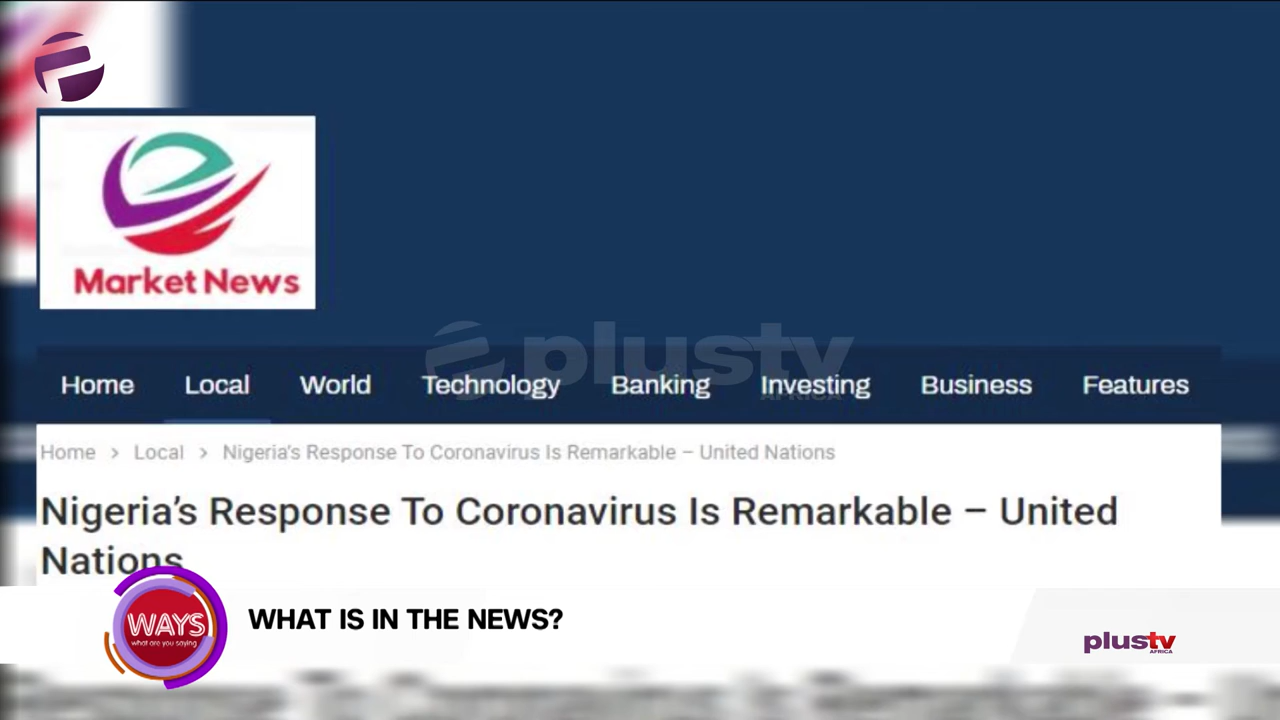 Market News
plustv
AFRICA
Home Local World Technology Banking Investing Business Features
Home > Local > Nigeria's Response To Coronavirus Is Remarkable – United Nations
Nigeria's Response To Coronavirus Is Remarkable – United
Nations
WAYS
what are you saying
WHAT IS IN THE NEWS?
plustv
AFRICA